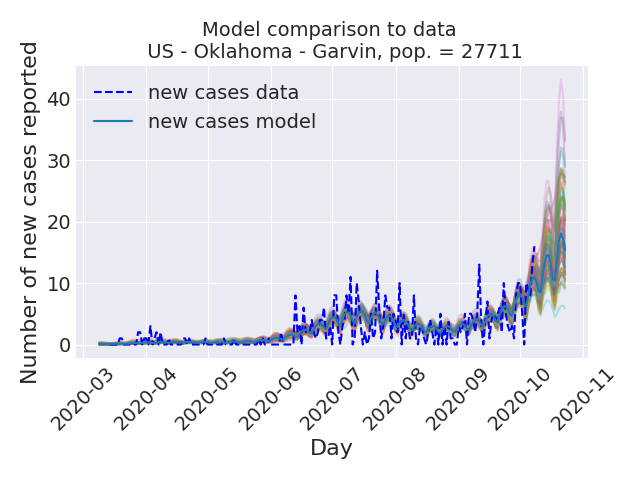 Model comparison to data
US - Oklahoma - Garvin, pop. = 27711
Number of new cases reported
new cases data
new cases model
40
30
20
10
0
2020-03
2020-04
2020-05
2020-06
2020-07
2020-08
2020-09
2020-10
2020-11
Day